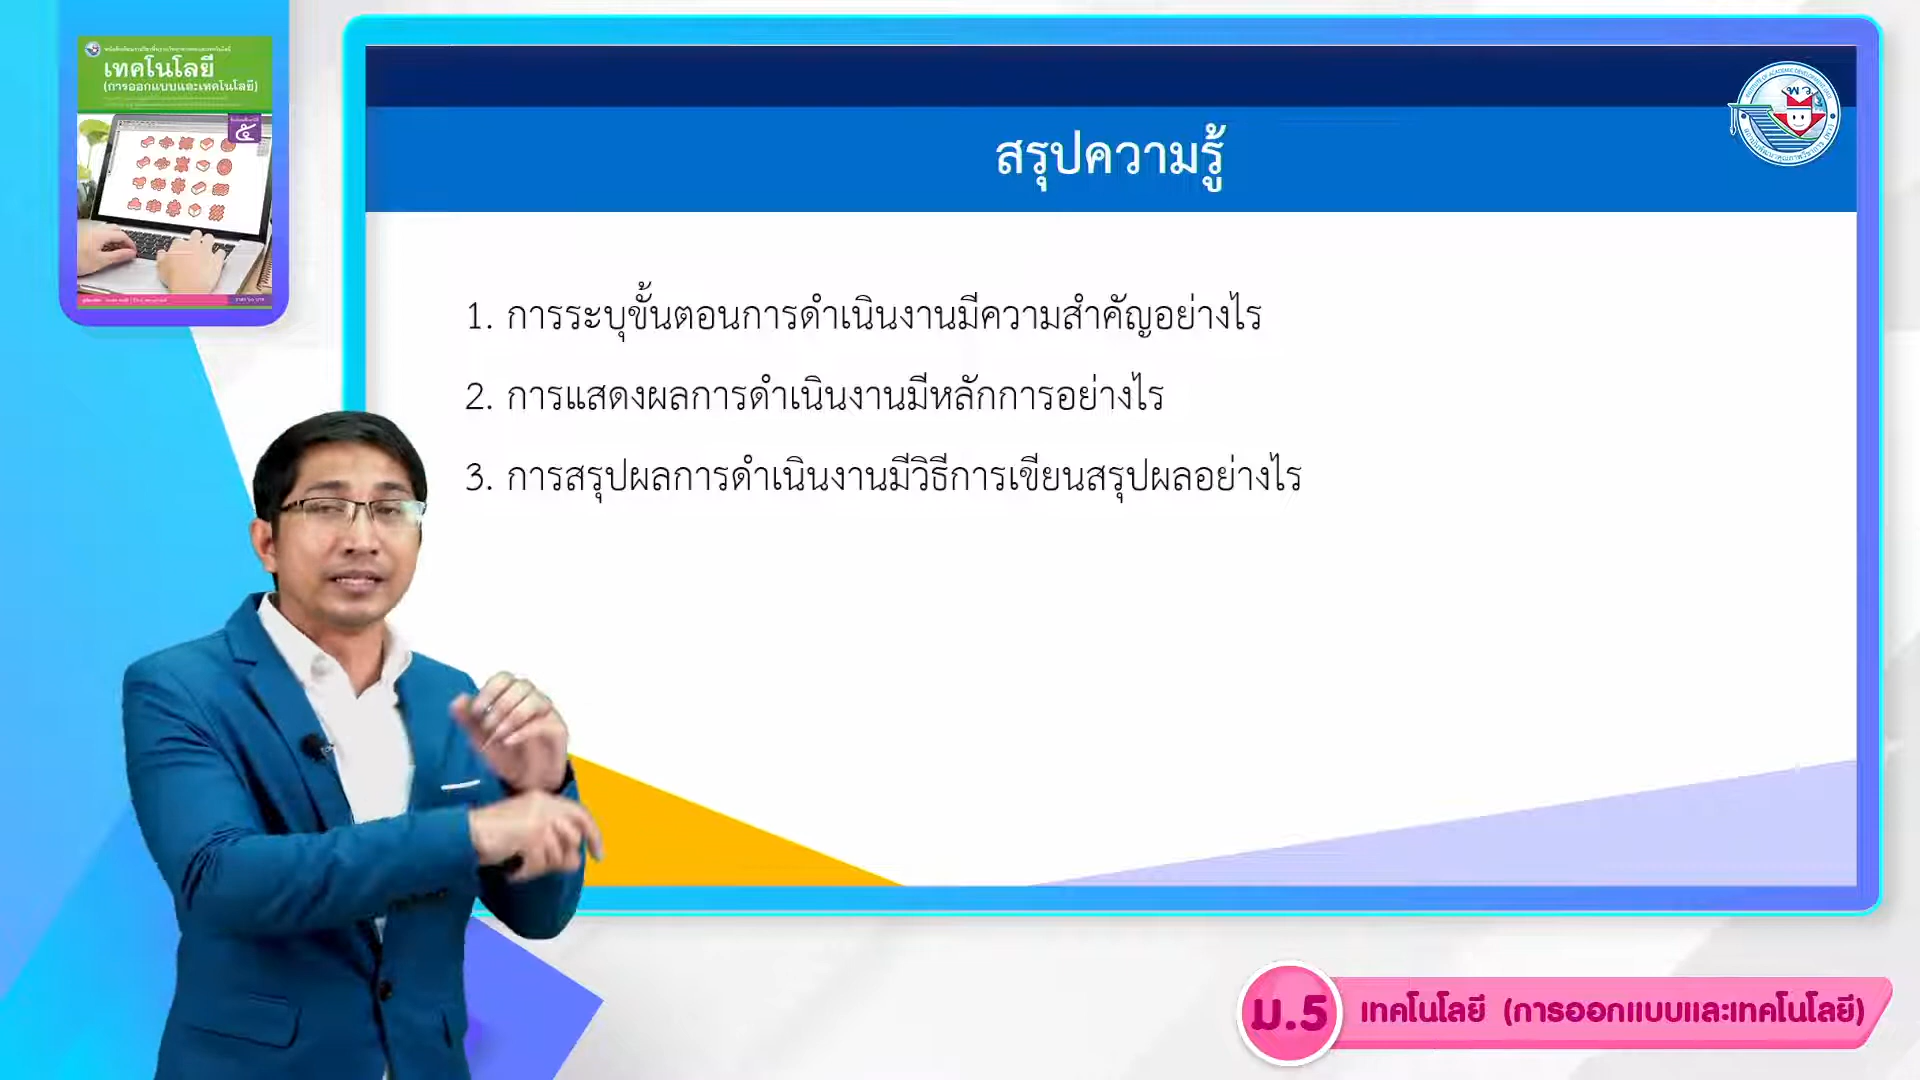 เทคโนโลยี
(การออกแบบและเทคโนโลยี)
๕
สรุปความรู้
พว
1. การระบุขั้นตอนการดำเนินงานมีความสำคัญอย่างไร
2. การแสดงผลการดำเนินงานมีหลักการอย่างไร
3. การสรุปผลการดำเนินงานมีวิธีการเขียนสรุปผลอย่างไร
ม.5 เทคโนโลยี (การออกแบบและเทคโนโลยี)